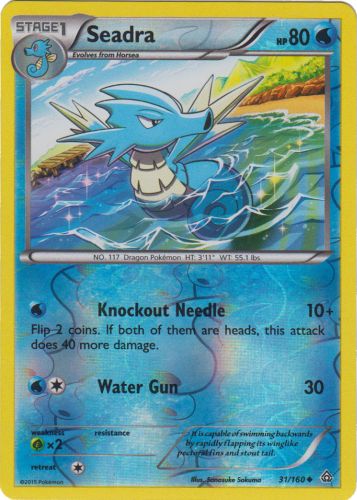 STAGE1 Seadra HP80
Evolves from Horsea
NO. 117 Dragon Pokémon HT: 3'11" WT: 55.1 lbs
Knockout Needle 10+
Flip 2 coins. If both of them are heads, this attack
does 40 more damage.
Water Gun 30
weakness resistance
×2
It is capable of swimming backwards
by rapidly flapping its winglike
pectoral fins and stout tail.
retreat
©2015 Pokémon Illus. Sanosuke Sakuma 31/160